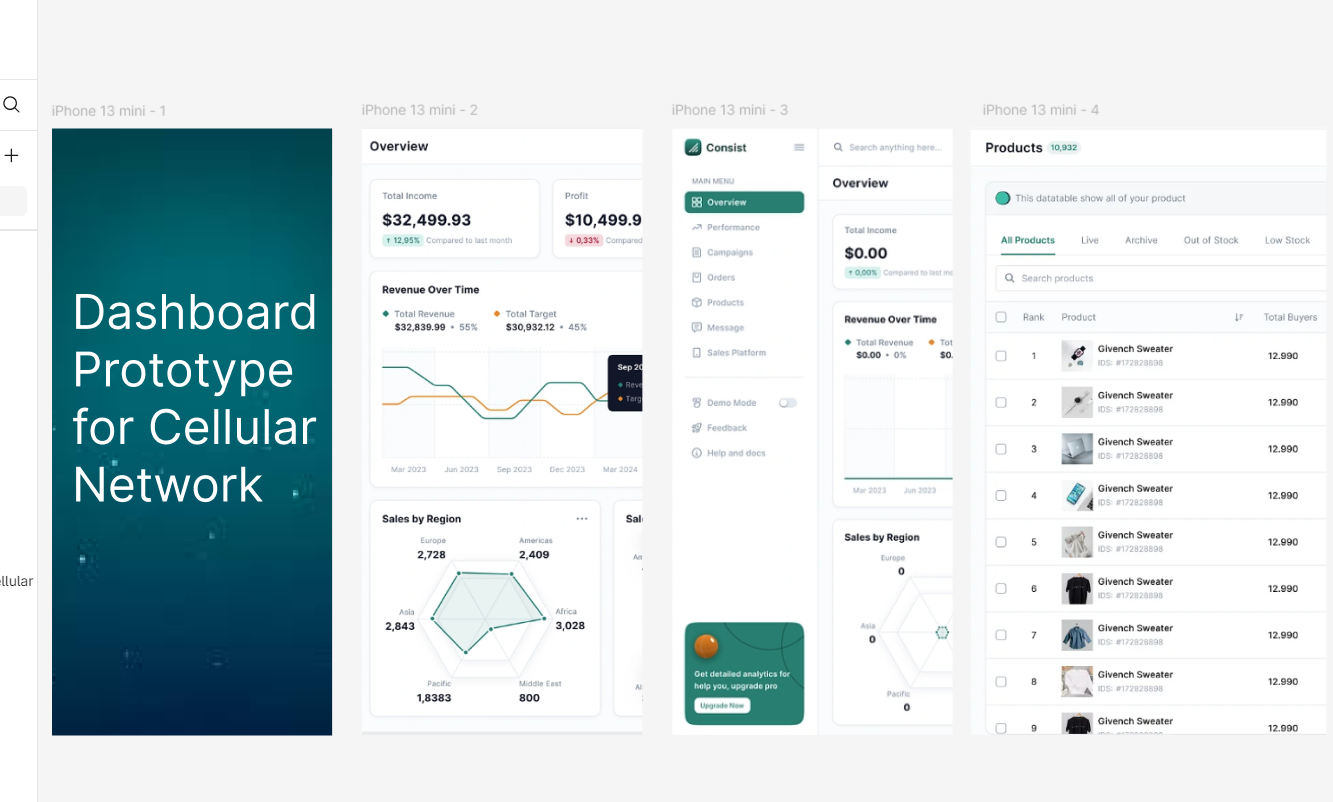 ellular
iPhone 13 mini - 1
Dashboard
Prototype
for Cellular
Network
iPhone 13 mini - 2
Overview
Total Income
$32,499.93
↑ 12,95% Compared to last month
Profit
$10,499.9
↓ 0,33% Compared
Revenue Over Time
Total Revenue
$32,839.99 • 55%
Total Target
$30,932.12 • 45%
Sep 20
Reve
Targ
Mar 2023 Jun 2023 Sep 2023 Dec 2023 Mar 2024
Sales by Region
Europe
2,728
Americas
2,409
Asia
2,843
Africa
3,028
Pacific
1,8383
Middle East
800
Sal
iPhone 13 mini - 3
Consist
MAIN MENU
Overview
Performance
Campaigns
Orders
Products
Message
Sales Platform
Demo Mode
Feedback
Help and docs
Get detailed analytics for
help you, upgrade pro
Upgrade Now
Search anything here...
Overview
Total Income
$0.00
↑ 0,00% Compared to last me
Revenue Over Time
Total Revenue
$0.00 • 0%
Tot
$0.
Mar 2023 Jun 2023
Sales by Region
Europe
0
Asia
0
Pacific
0
iPhone 13 mini - 4
Products 10,932
This datatable show all of your product
All Products Live Archive Out of Stock Low Stock
Search products
Rank Product Total Buyers
1 Givench Sweater 12.990
IDS: #172828898
2 Givench Sweater 12.990
IDS: #172828898
3 Givench Sweater 12.990
IDS: #172828898
4 Givench Sweater 12.990
IDS: #172828898
5 Givench Sweater 12.990
IDS: #172828898
6 Givench Sweater 12.990
IDS: #172828898
7 Givench Sweater 12.990
IDS: #172828898
8 Givench Sweater 12.990
IDS: #172828898
9 Givench Sweater 12.990